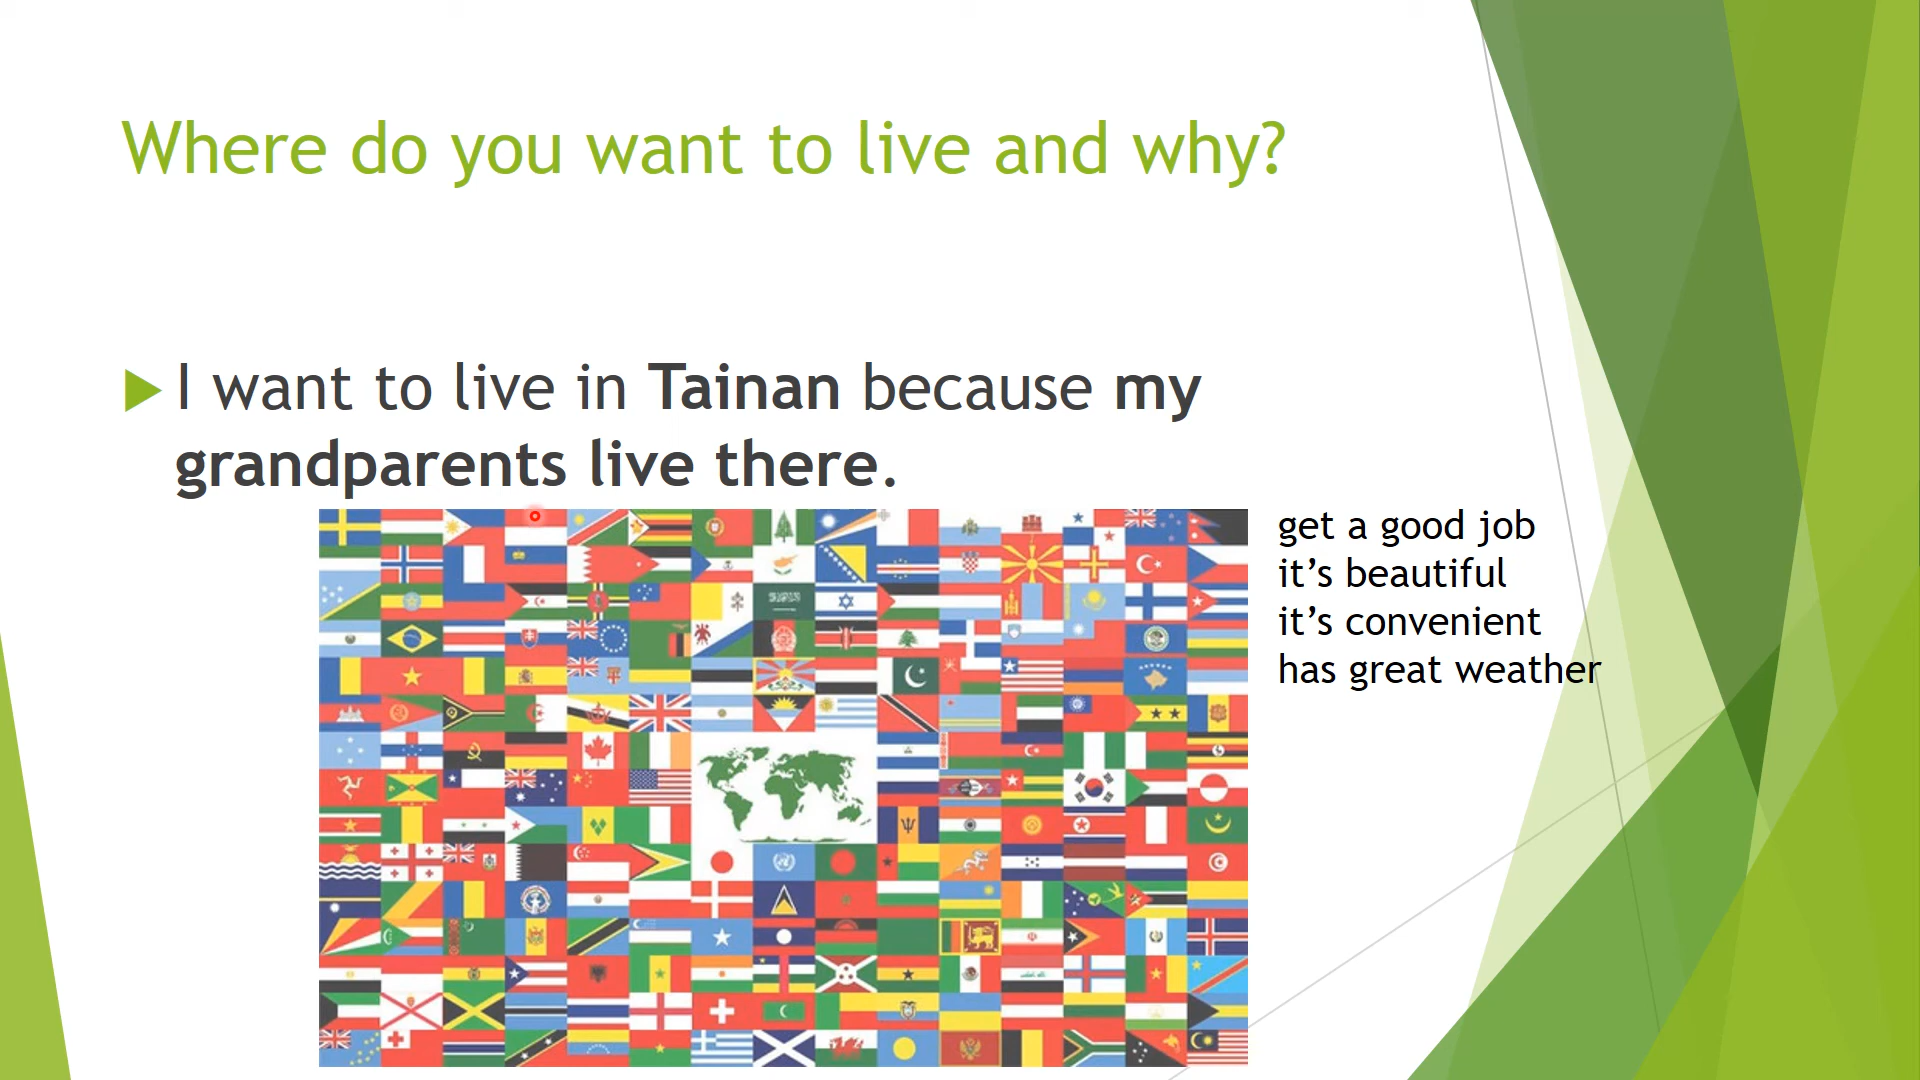 Where do you want to live and why?
I want to live in Tainan because my
grandparents live there.
get a good job
it’s beautiful
it’s convenient
has great weather